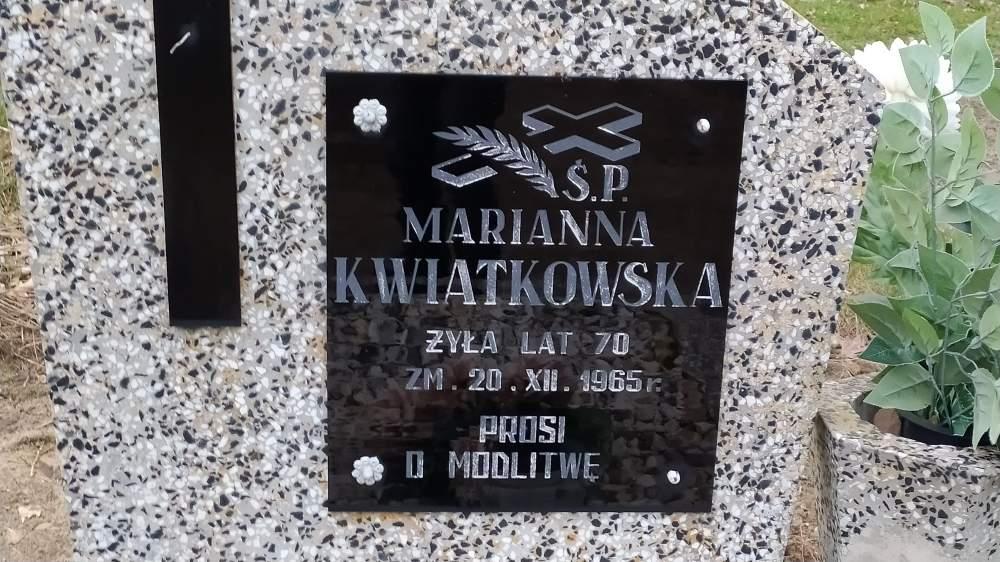 Ś.P.
MARIANNA
KWIATKOWSKA
ŻYŁA LAT 70
ZM. 20. XII. 1965 r.
PROSI
O MODLITWĘ